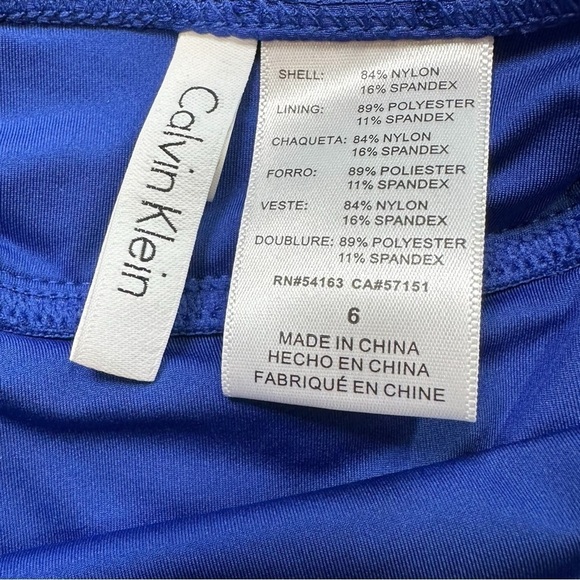 Calvin Klein
SHELL: 84% NYLON
16% SPANDEX
LINING: 89% POLYESTER
11% SPANDEX
CHAQUETA: 84% NYLON
16% SPANDEX
FORRO: 89% POLIESTER
11% SPANDEX
VESTE: 84% NYLON
16% SPANDEX
DOUBLURE: 89% POLYESTER
11% SPANDEX
RN#54163 CA#57151
6
MADE IN CHINA
HECHO EN CHINA
FABRIQUÉ EN CHINE